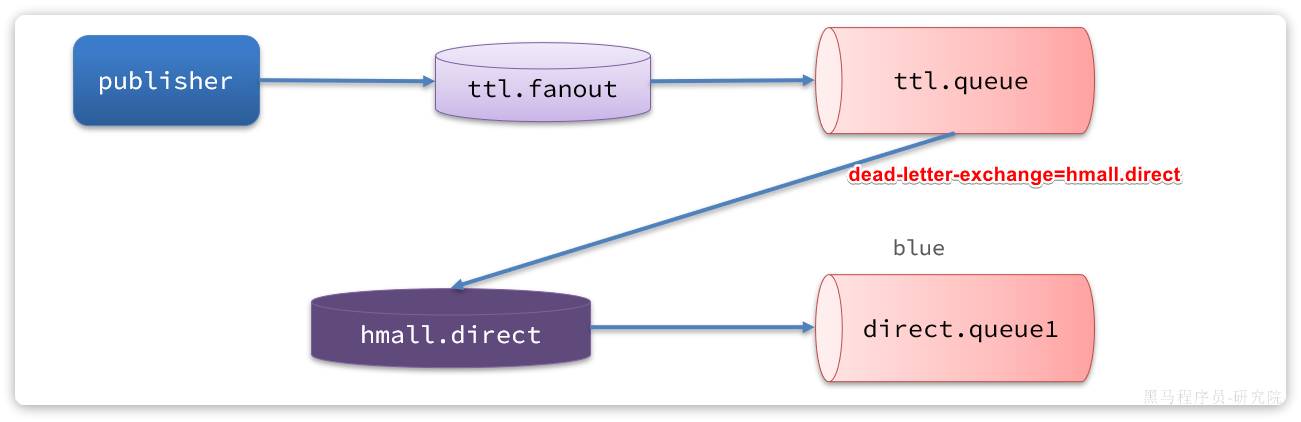 publisher
ttl.fanout
ttl.queue
dead-letter-exchange=hmall.direct
blue
hmall.direct
direct.queue1
黑马程序员-研究院